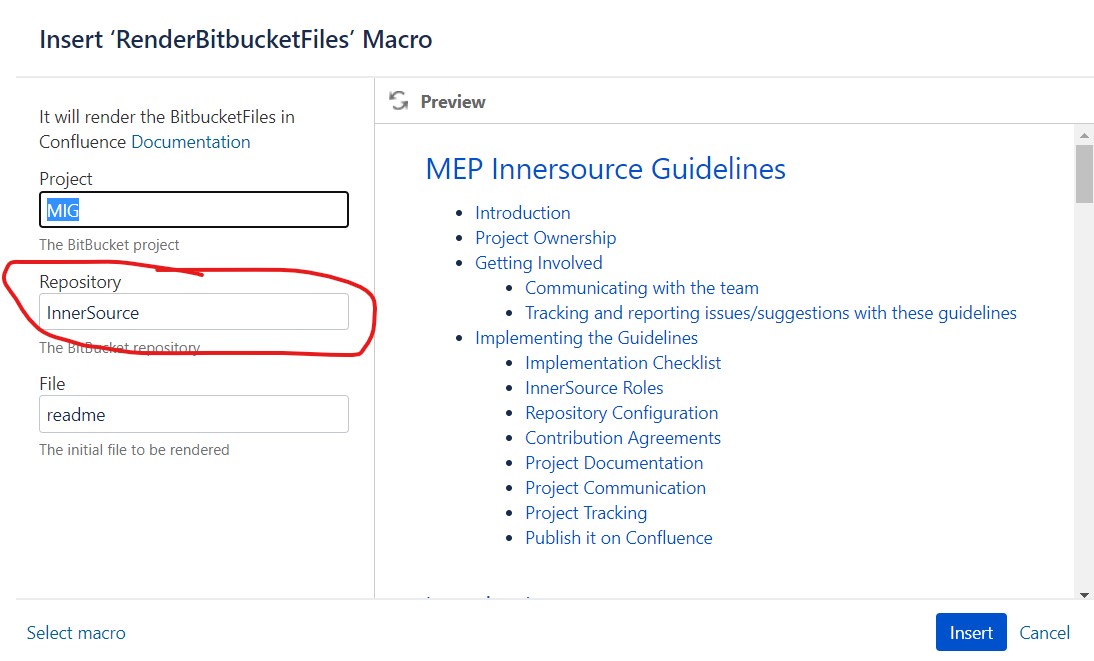 Insert ‘RenderBitbucketFiles’ Macro
It will render the BitbucketFiles in
Confluence Documentation
Project
MIG
The BitBucket project
Repository
InnerSource
The BitBucket repository
File
readme
The initial file to be rendered
Preview
MEP Innersource Guidelines
Introduction
Project Ownership
Getting Involved
Communicating with the team
Tracking and reporting issues/suggestions with these guidelines
Implementing the Guidelines
Implementation Checklist
InnerSource Roles
Repository Configuration
Contribution Agreements
Project Documentation
Project Communication
Project Tracking
Publish it on Confluence
Select macro
Insert
Cancel